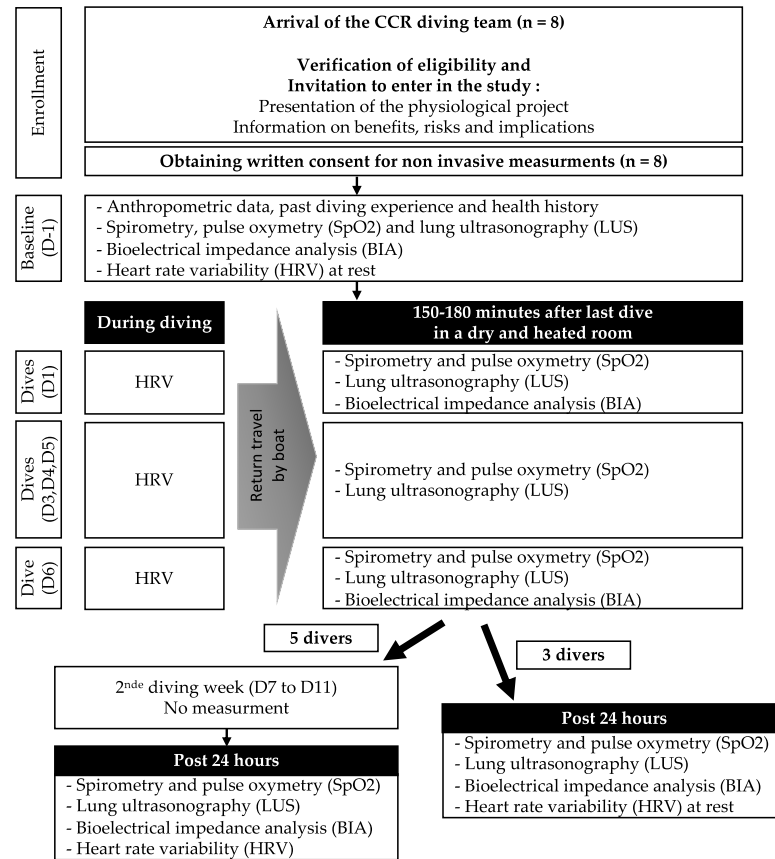 Enrollment
Arrival of the CCR diving team (n = 8)
Verification of eligibility and
Invitation to enter in the study :
Presentation of the physiological project
Information on benefits, risks and implications
Obtaining written consent for non invasive measurments (n = 8)
Baseline
(D-1)
- Anthropometric data, past diving experience and health history
- Spirometry, pulse oxymetry (SpO2) and lung ultrasonography (LUS)
- Bioelectrical impedance analysis (BIA)
- Heart rate variability (HRV) at rest
During diving
150-180 minutes after last dive
in a dry and heated room
Dives
(D1)
HRV
- Spirometry and pulse oxymetry (SpO2)
- Lung ultrasonography (LUS)
- Bioelectrical impedance analysis (BIA)
Return travel
by boat
Dives
(D3,D4,D5)
HRV
- Spirometry and pulse oxymetry (SpO2)
- Lung ultrasonography (LUS)
Dive
(D6)
HRV
- Spirometry and pulse oxymetry (SpO2)
- Lung ultrasonography (LUS)
- Bioelectrical impedance analysis (BIA)
5 divers
3 divers
2nde diving week (D7 to D11)
No measurment
Post 24 hours
- Spirometry and pulse oxymetry (SpO2)
- Lung ultrasonography (LUS)
- Bioelectrical impedance analysis (BIA)
- Heart rate variability (HRV)
Post 24 hours
- Spirometry and pulse oxymetry (SpO2)
- Lung ultrasonography (LUS)
- Bioelectrical impedance analysis (BIA)
- Heart rate variability (HRV) at rest